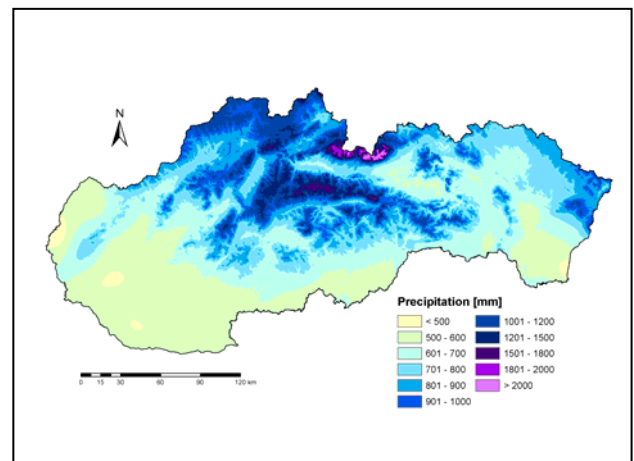 N
Precipitation [mm]
< 500
500 - 600
601 - 700
701 - 800
801 - 900
901 - 1000
1001 - 1200
1201 - 1500
1501 - 1800
1801 - 2000
> 2000
0 15 30 60 90 120 km